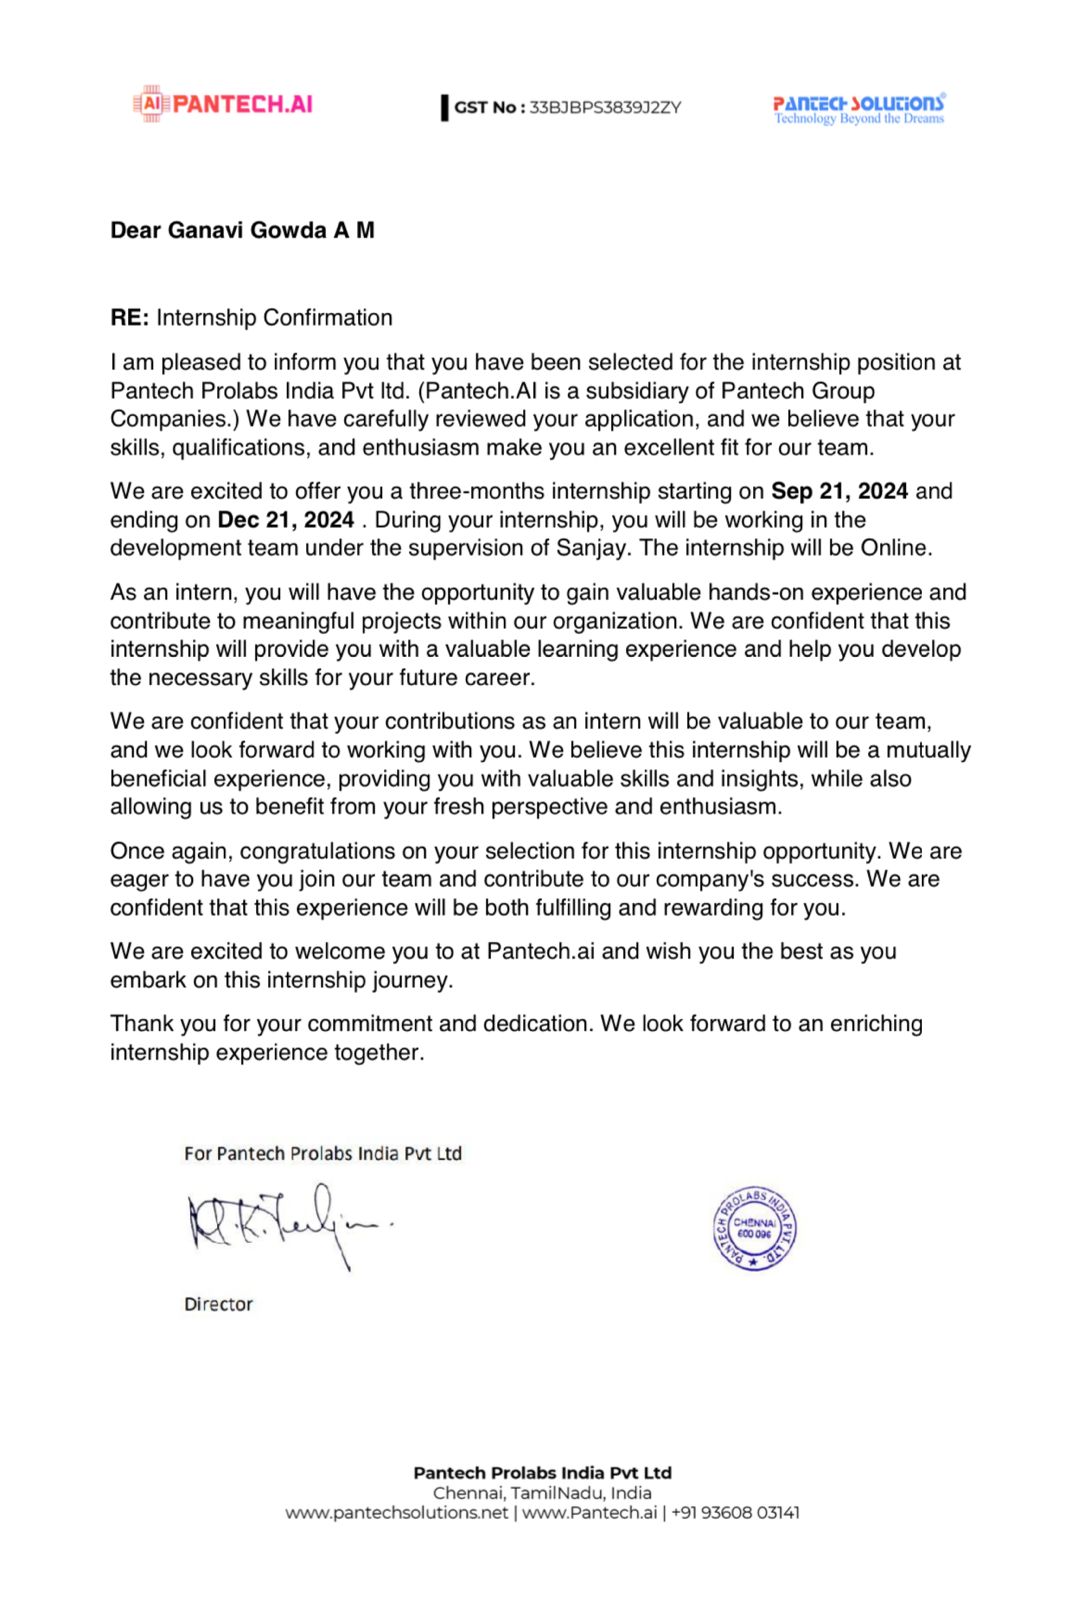 AI PANTECH.AI
GST No : 33BJBPS3839J2ZY
PANTECH SOLUTIONS®
Technology Beyond the Dreams
Dear Ganavi Gowda A M
RE: Internship Confirmation
I am pleased to inform you that you have been selected for the internship position at
Pantech Prolabs India Pvt ltd. (Pantech.AI is a subsidiary of Pantech Group
Companies.) We have carefully reviewed your application, and we believe that your
skills, qualifications, and enthusiasm make you an excellent fit for our team.
We are excited to offer you a three-months internship starting on Sep 21, 2024 and
ending on Dec 21, 2024 . During your internship, you will be working in the
development team under the supervision of Sanjay. The internship will be Online.
As an intern, you will have the opportunity to gain valuable hands-on experience and
contribute to meaningful projects within our organization. We are confident that this
internship will provide you with a valuable learning experience and help you develop
the necessary skills for your future career.
We are confident that your contributions as an intern will be valuable to our team,
and we look forward to working with you. We believe this internship will be a mutually
beneficial experience, providing you with valuable skills and insights, while also
allowing us to benefit from your fresh perspective and enthusiasm.
Once again, congratulations on your selection for this internship opportunity. We are
eager to have you join our team and contribute to our company's success. We are
confident that this experience will be both fulfilling and rewarding for you.
We are excited to welcome you to at Pantech.ai and wish you the best as you
embark on this internship journey.
Thank you for your commitment and dedication. We look forward to an enriching
internship experience together.
For Pantech Prolabs India Pvt Ltd
PANTECH PROLABS INDIA PVT. LTD.
CHENNAI
600 096
Director
Pantech Prolabs India Pvt Ltd
Chennai, TamilNadu, India
www.pantechsolutions.net | www.Pantech.ai | +91 93608 03141